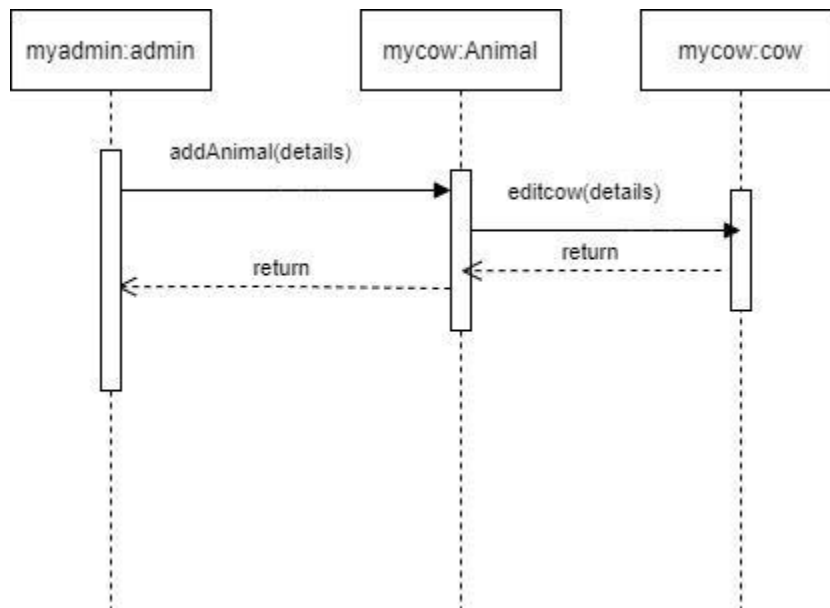 myadmin:admin
mycow:Animal
mycow:cow
addAnimal(details)
editcow(details)
return
return